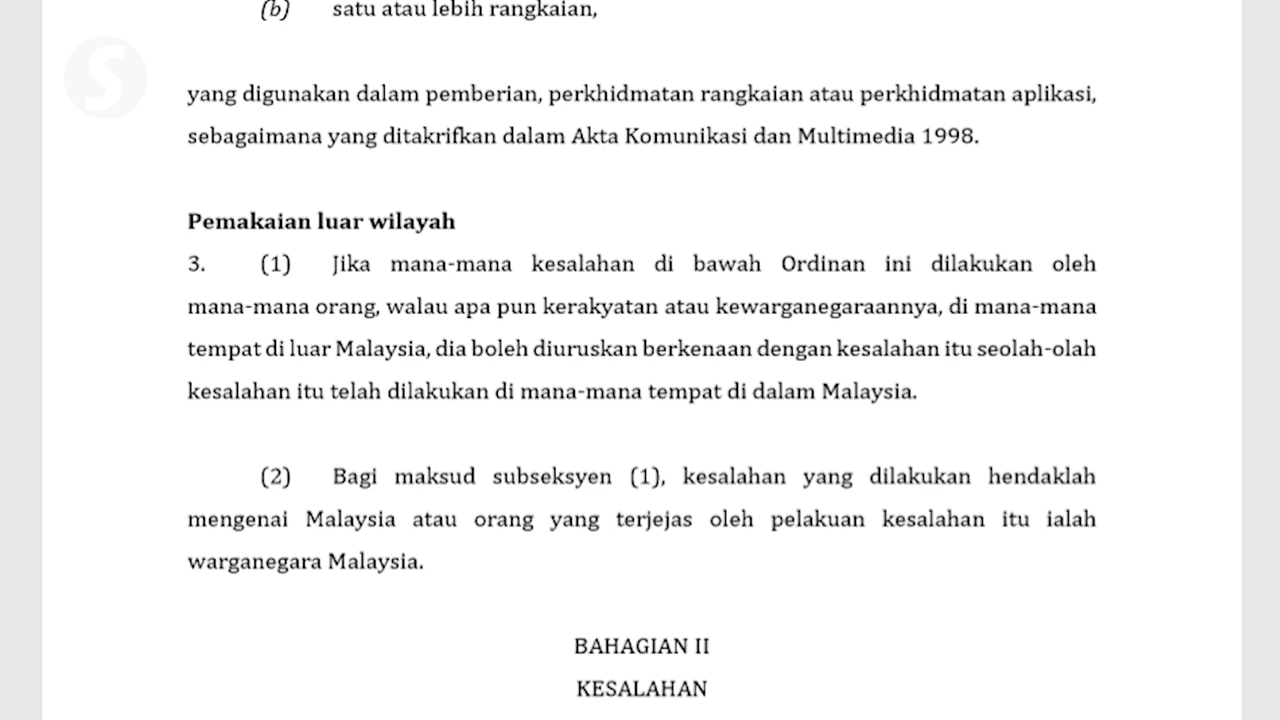 (b) satu atau lebih rangkaian,
yang digunakan dalam pemberian, perkhidmatan rangkaian atau perkhidmatan aplikasi,
sebagaimana yang ditakrifkan dalam Akta Komunikasi dan Multimedia 1998.
Pemakaian luar wilayah
3. (1) Jika mana-mana kesalahan di bawah Ordinan ini dilakukan oleh
mana-mana orang, walau apa pun kerakyatan atau kewarganegaraannya, di mana-mana
tempat di luar Malaysia, dia boleh diuruskan berkenaan dengan kesalahan itu seolah-olah
kesalahan itu telah dilakukan di mana-mana tempat di dalam Malaysia.
(2) Bagi maksud subseksyen (1), kesalahan yang dilakukan hendaklah
mengenai Malaysia atau orang yang terjejas oleh pelakuan kesalahan itu ialah
warganegara Malaysia.
BAHAGIAN II
KESALAHAN